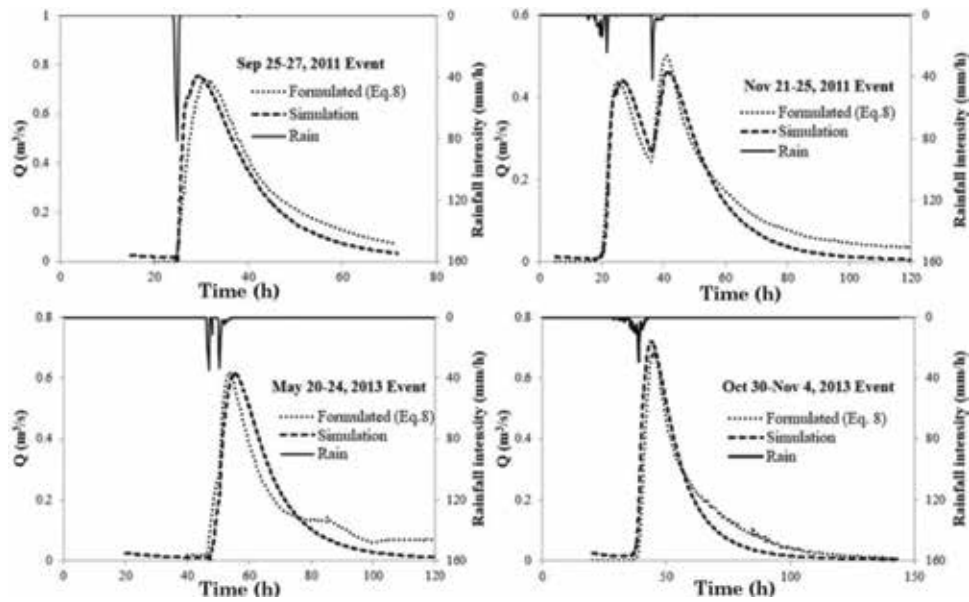 Sep 25-27, 2011 Event
Formulated (Eq.8)
Simulation
Rain
Q (m³/s)
1
0.8
0.6
0.4
0.2
0
0
20
40
60
80
Time (h)
0
40
80
120
160
Rainfall intensity (mm/h)
Nov 21-25, 2011 Event
Formulated (Eq.8)
Simulation
Rain
Q (m³/s)
0.6
0.4
0.2
0
0
20
40
60
80
100
120
Time (h)
0
40
80
120
160
Rainfall intensity (mm/h)
May 20-24, 2013 Event
Formulated (Eq.8)
Simulation
Rain
Q (m³/s)
0.8
0.6
0.4
0.2
0
0
20
40
60
80
100
120
Time (h)
0
40
80
120
160
Rainfall intensity (mm/h)
Oct 30-Nov 4, 2013 Event
Formulated (Eq. 8)
Simulation
Rain
Q (m³/s)
0.8
0.6
0.4
0.2
0
0
50
100
150
Time (h)
0
40
80
120
160
Rainfall intensity (mm/h)